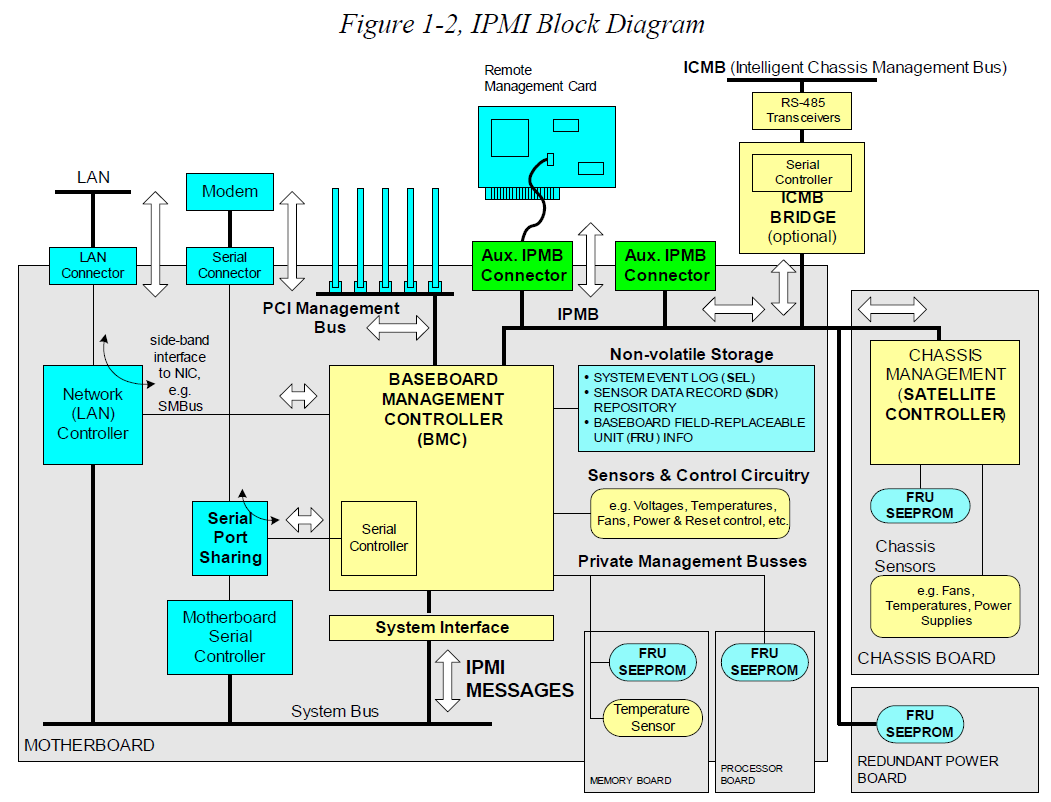 Figure 1-2, IPMI Block Diagram
Remote
Management Card
ICMB (Intelligent Chassis Management Bus)
RS-485
Transceivers
Serial
Controller
ICMB
BRIDGE
(optional)
LAN
Modem
LAN
Connector
Serial
Connector
Aux. IPMB
Connector
Aux. IPMB
Connector
PCI Management
Bus
IPMB
side-band
interface
to NIC,
e.g.
SMBus
Network
(LAN)
Controller
BASEBOARD
MANAGEMENT
CONTROLLER
(BMC)
Non-volatile Storage
• SYSTEM EVENT LOG (SEL)
• SENSOR DATA RECORD (SDR)
REPOSITORY
• BASEBOARD FIELD-REPLACEABLE
UNIT (FRU) INFO
CHASSIS
MANAGEMENT
(SATELLITE
CONTROLLER)
Sensors & Control Circuitry
e.g. Voltages, Temperatures,
Fans, Power & Reset control, etc.
FRU
SEEPROM
Chassis
Sensors
e.g. Fans,
Temperatures, Power
Supplies
CHASSIS BOARD
Serial
Port
Sharing
Serial
Controller
Private Management Busses
Motherboard
Serial
Controller
System Interface
IPMI
MESSAGES
System Bus
MOTHERBOARD
FRU
SEEPROM
Temperature
Sensor
MEMORY BOARD
FRU
SEEPROM
PROCESSOR
BOARD
FRU
SEEPROM
REDUNDANT POWER
BOARD